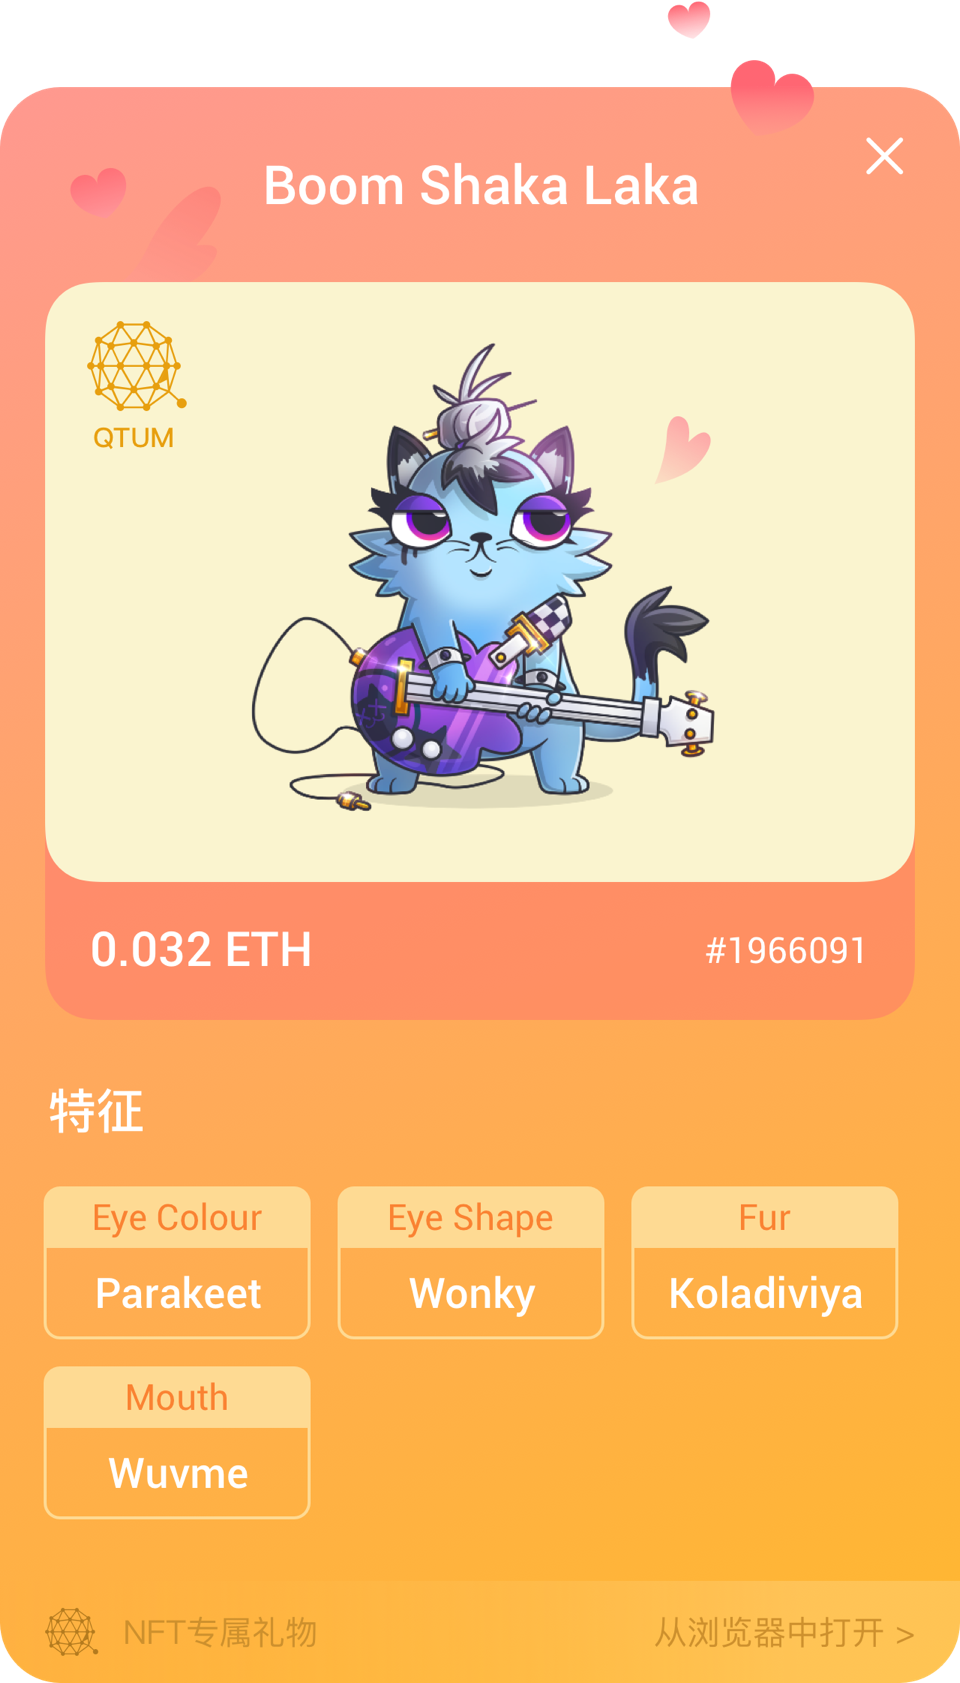 Boom Shaka Laka
QTUM
0.032 ETH
#1966091
特征
Eye Colour
Eye Shape
Fur
Parakeet
Wonky
Koladiviya
Mouth
Wuvme
NFT专属礼物
从浏览器中打开 >